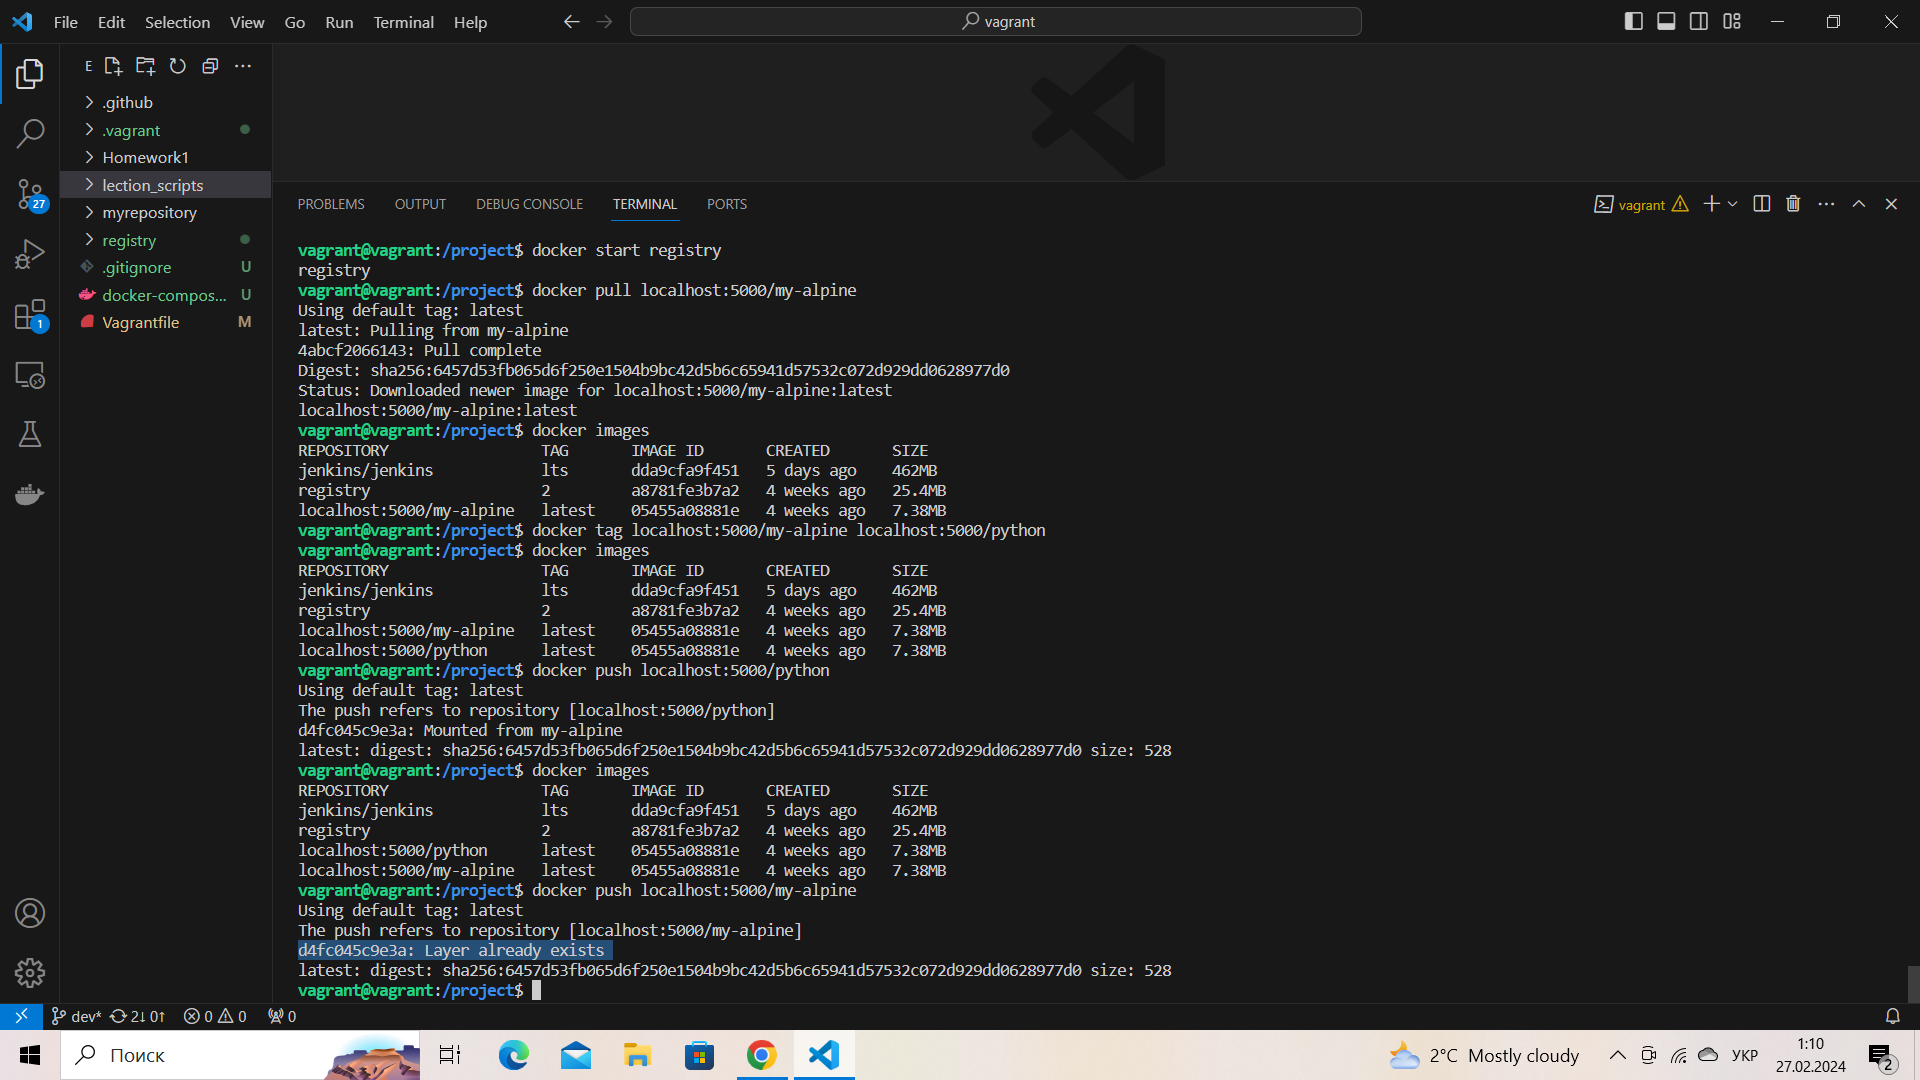 File Edit Selection View Go Run Terminal Help
vagrant
E
.github
.vagrant
Homework1
lection_scripts
myrepository
registry
.gitignore U
docker-compos... U
Vagrantfile M
27
1
PROBLEMS OUTPUT DEBUG CONSOLE TERMINAL PORTS
vagrant
vagrant@vagrant:/project$ docker start registry
registry
vagrant@vagrant:/project$ docker pull localhost:5000/my-alpine
Using default tag: latest
latest: Pulling from my-alpine
4abcf2066143: Pull complete
Digest: sha256:6457d53fb065d6f250e1504b9bc42d5b6c65941d57532c072d929dd0628977d0
Status: Downloaded newer image for localhost:5000/my-alpine:latest
localhost:5000/my-alpine:latest
vagrant@vagrant:/project$ docker images
REPOSITORY TAG IMAGE ID CREATED SIZE
jenkins/jenkins lts dda9cfa9f451 5 days ago 462MB
registry 2 a8781fe3b7a2 4 weeks ago 25.4MB
localhost:5000/my-alpine latest 05455a08881e 4 weeks ago 7.38MB
vagrant@vagrant:/project$ docker tag localhost:5000/my-alpine localhost:5000/python
vagrant@vagrant:/project$ docker images
REPOSITORY TAG IMAGE ID CREATED SIZE
jenkins/jenkins lts dda9cfa9f451 5 days ago 462MB
registry 2 a8781fe3b7a2 4 weeks ago 25.4MB
localhost:5000/my-alpine latest 05455a08881e 4 weeks ago 7.38MB
localhost:5000/python latest 05455a08881e 4 weeks ago 7.38MB
vagrant@vagrant:/project$ docker push localhost:5000/python
Using default tag: latest
The push refers to repository [localhost:5000/python]
d4fc045c9e3a: Mounted from my-alpine
latest: digest: sha256:6457d53fb065d6f250e1504b9bc42d5b6c65941d57532c072d929dd0628977d0 size: 528
vagrant@vagrant:/project$ docker images
REPOSITORY TAG IMAGE ID CREATED SIZE
jenkins/jenkins lts dda9cfa9f451 5 days ago 462MB
registry 2 a8781fe3b7a2 4 weeks ago 25.4MB
localhost:5000/python latest 05455a08881e 4 weeks ago 7.38MB
localhost:5000/my-alpine latest 05455a08881e 4 weeks ago 7.38MB
vagrant@vagrant:/project$ docker push localhost:5000/my-alpine
Using default tag: latest
The push refers to repository [localhost:5000/my-alpine]
d4fc045c9e3a: Layer already exists
latest: digest: sha256:6457d53fb065d6f250e1504b9bc42d5b6c65941d57532c072d929dd0628977d0 size: 528
vagrant@vagrant:/project$
dev* 2↓ 0↑ 0 0 0
Поиск
2°C Mostly cloudy
УКР
1:10
27.02.2024
2